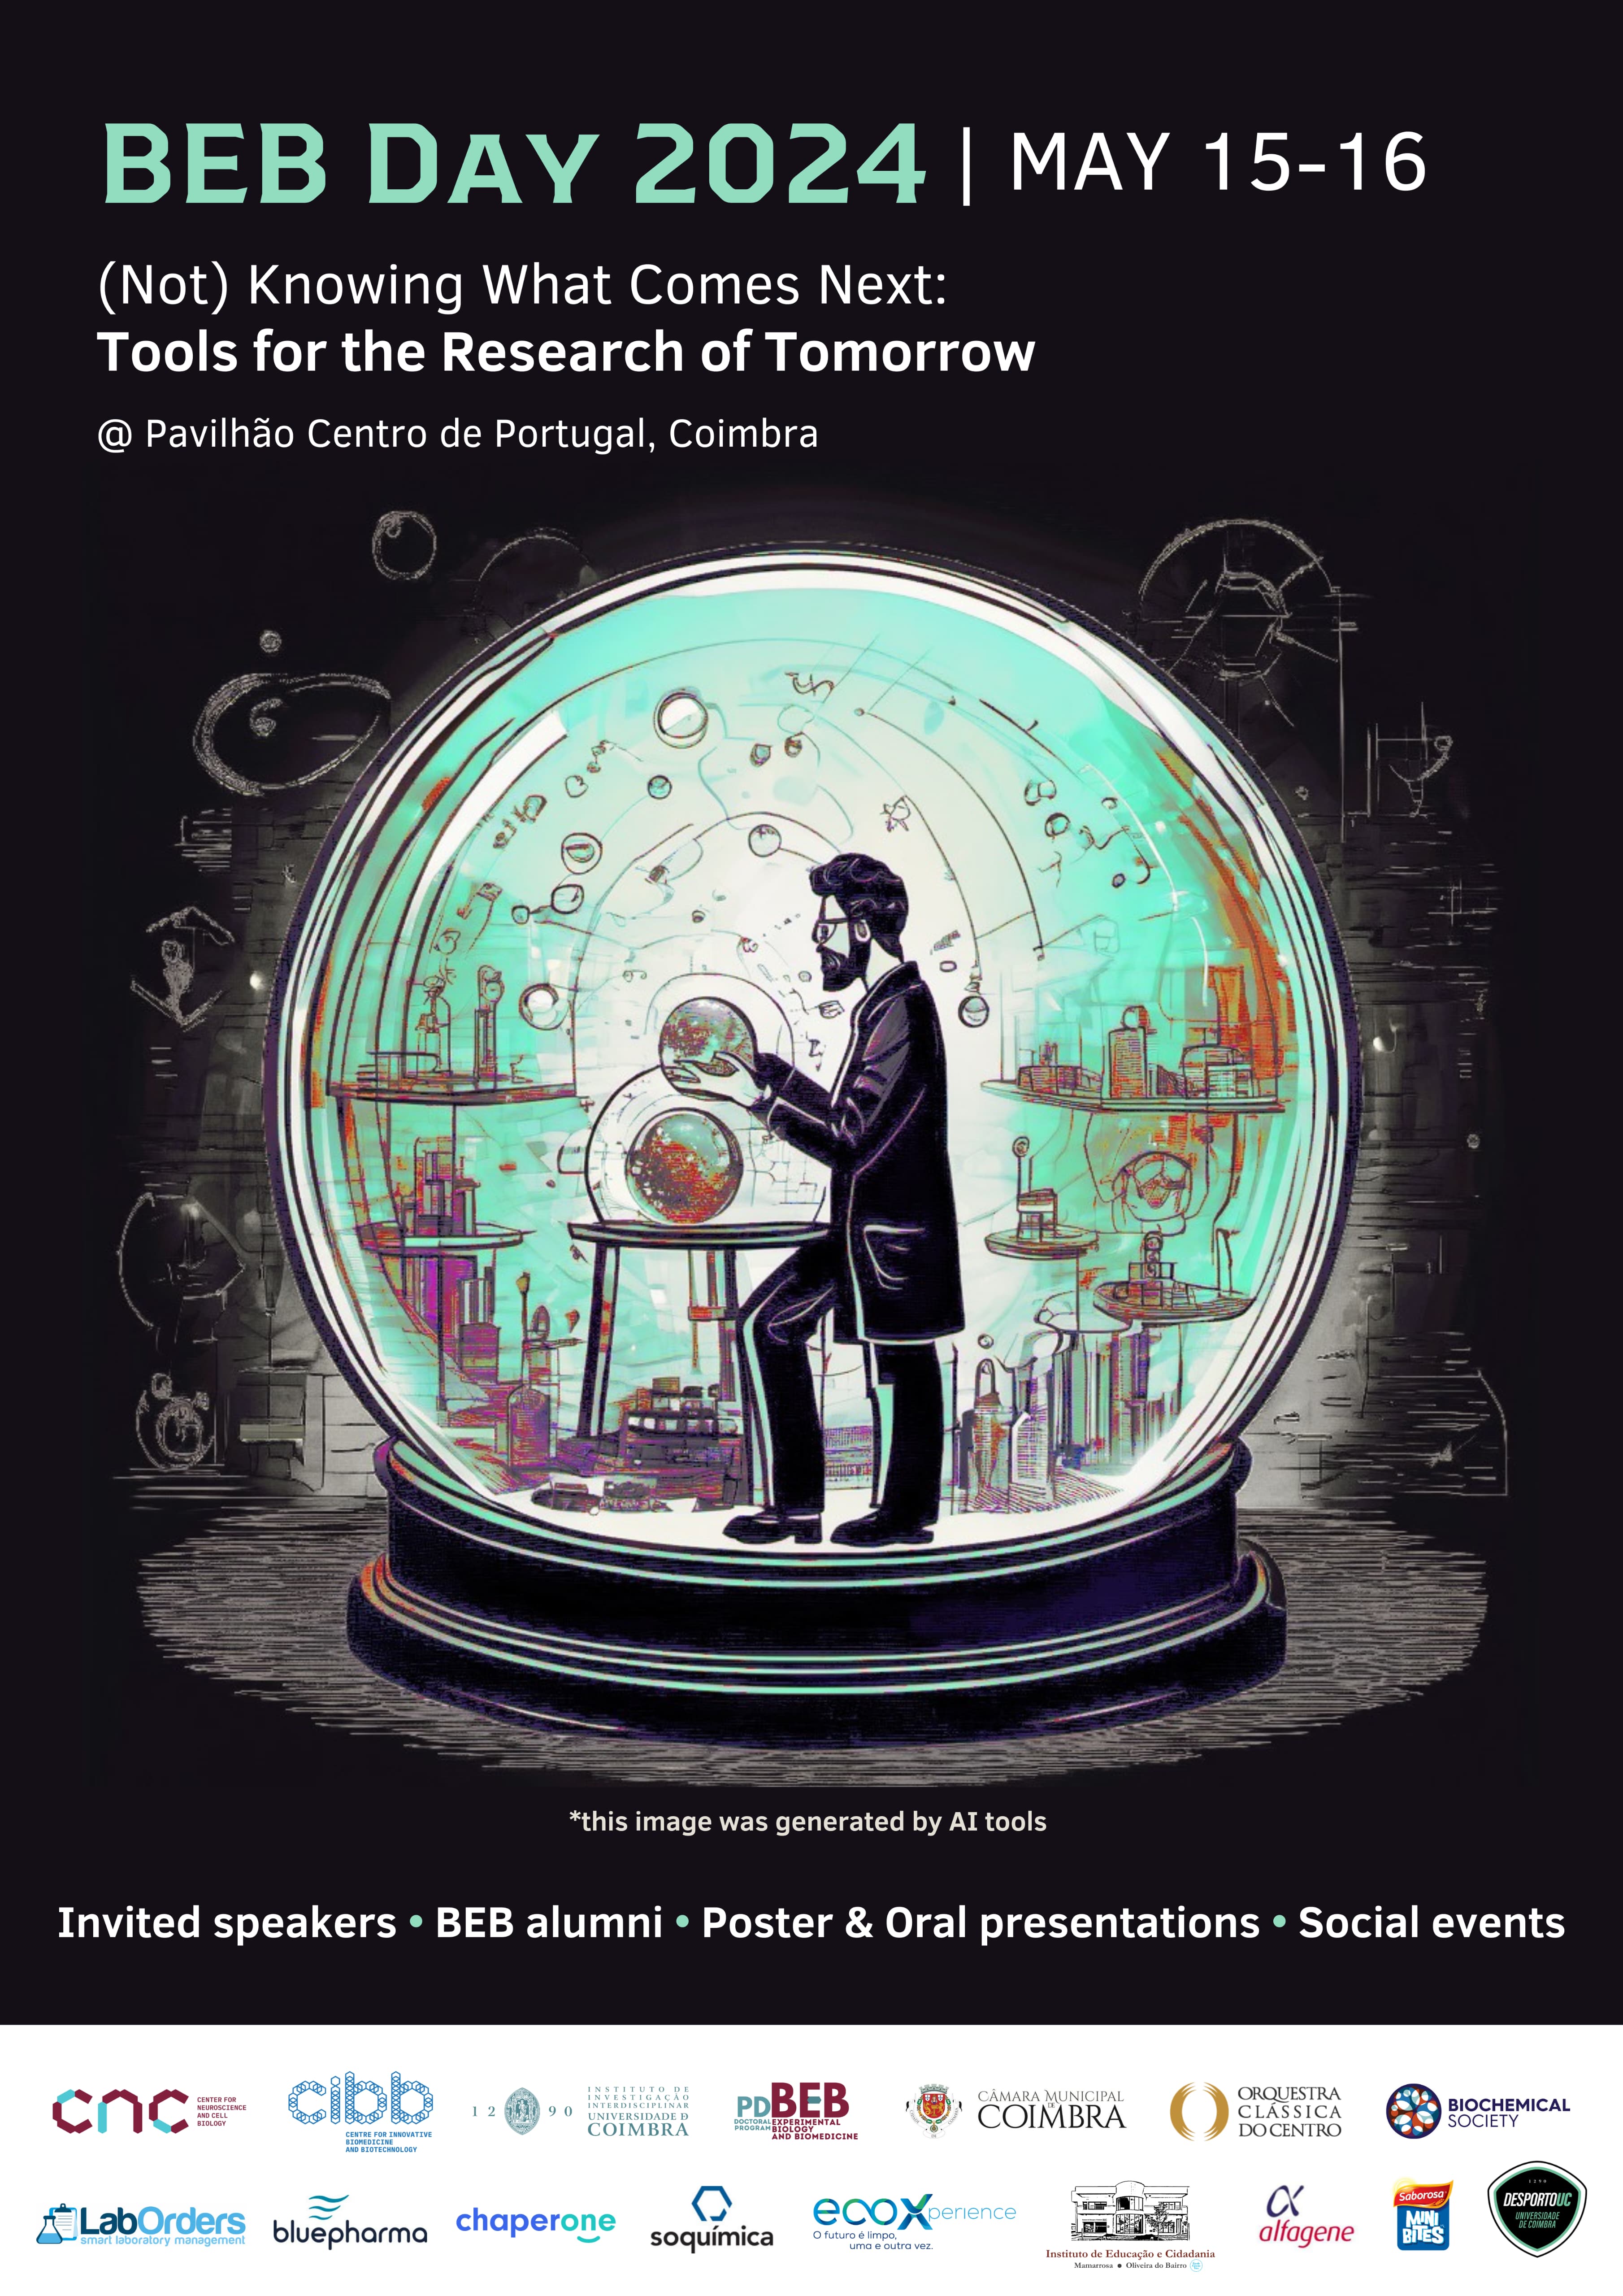 BEB DAY 2024 | MAY 15-16
(Not) Knowing What Comes Next:
Tools for the Research of Tomorrow
@ Pavilhão Centro de Portugal, Coimbra
*this image was generated by AI tools
Invited speakers • BEB alumni • Poster & Oral presentations • Social events
cnc
CENTER FOR
NEUROSCIENCE
AND CELL
BIOLOGY
cibb
CENTRE FOR INNOVATIVE
BIOMEDICINE
AND BIOTECHNOLOGY
12 90
INSTITUTO DE
INVESTIGAÇÃO
INTERDISCIPLINAR
UNIVERSIDADE D
COIMBRA
PDBEB
DOCTORAL
PROGRAM
EXPERIMENTAL
BIOLOGY
AND BIOMEDICINE
CÂMARA MUNICIPAL
DE
COIMBRA
ORQUESTRA
CLÁSSICA
DO CENTRO
BIOCHEMICAL
SOCIETY
LabOrders
smart laboratory management
bluepharma
chaperone
soquímica
ecoXperience
O futuro é limpo,
uma e outra vez.
Instituto de Educação e Cidadania
Mamarrosa • Oliveira do Bairro
alfagene
Saborosa
MINI
BITES
1290
DESPORTOUC
UNIVERSIDADE
DE COIMBRA